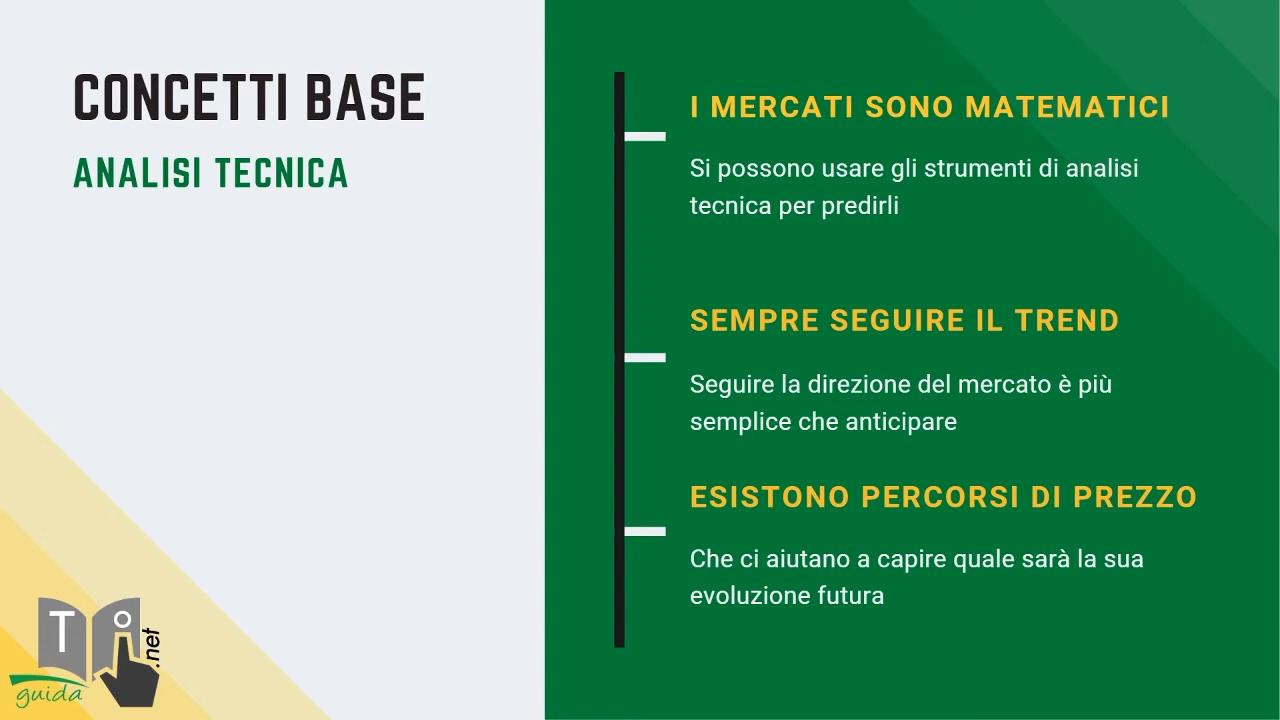 CONCETTI BASE
ANALISI TECNICA
I MERCATI SONO MATEMATICI
Si possono usare gli strumenti di analisi
tecnica per predirli
SEMPRE SEGUIRE IL TREND
Seguire la direzione del mercato è più
semplice che anticipare
ESISTONO PERCORSI DI PREZZO
Che ci aiutano a capire quale sarà la sua
evoluzione futura
T i
.net
guida